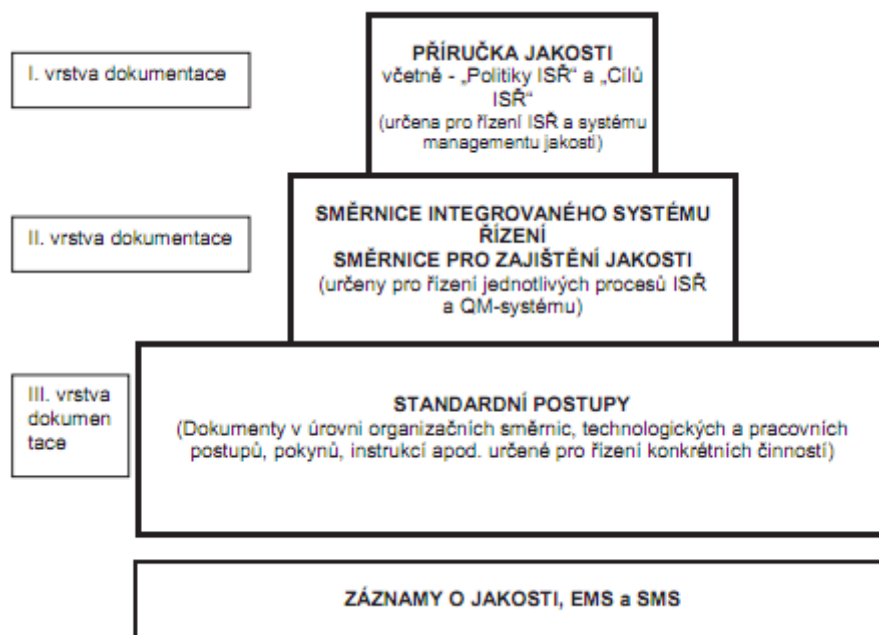 I. vrstva dokumentace
PŘÍRUČKA JAKOSTI
včetně - „Politiky ISŘ“ a „Cílů
ISŘ“
(určena pro řízení ISŘ a systému
managementu jakosti)
II. vrstva dokumentace
SMĚRNICE INTEGROVANÉHO SYSTÉMU
ŘÍZENÍ
SMĚRNICE PRO ZAJIŠTĚNÍ JAKOSTI
(určeny pro řízení jednotlivých procesů ISŘ
a QM-systému)
III. vrstva
dokumen
tace
STANDARDNÍ POSTUPY
(Dokumenty v úrovni organizačních směrnic, technologických a pracovních
postupů, pokynů, instrukcí apod. určené pro řízení konkrétních činností)
ZÁZNAMY O JAKOSTI, EMS a SMS